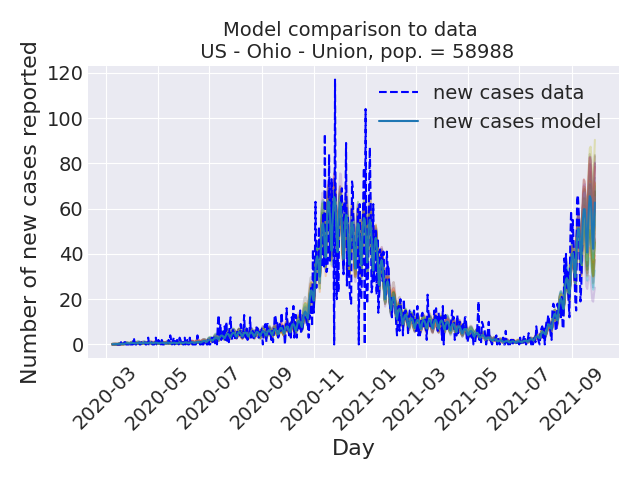 Model comparison to data
US - Ohio - Union, pop. = 58988
Number of new cases reported
120
100
80
60
40
20
0
new cases data
new cases model
2020-03
2020-05
2020-07
2020-09
2020-11
2021-01
2021-03
2021-05
2021-07
2021-09
Day